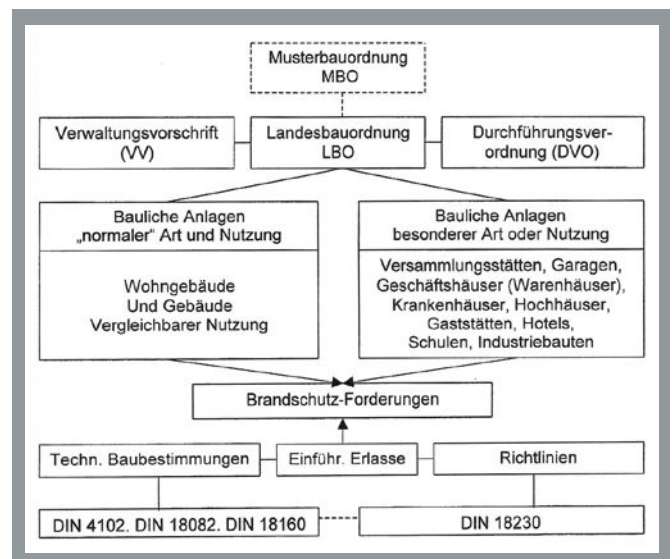 Musterbauordnung
MBO
Verwaltungsvorschrift
(VV)
Landesbauordnung
LBO
Durchführungsver-
ordnung (DVO)
Bauliche Anlagen
„normaler" Art und Nutzung
Wohngebäude
Und Gebäude
Vergleichbarer Nutzung
Bauliche Anlagen
besonderer Art oder Nutzung
Versammlungsstätten, Garagen,
Geschäftshäuser (Warenhäuser),
Krankenhäuser, Hochhäuser,
Gaststätten, Hotels,
Schulen, Industriebauten
Brandschutz-Forderungen
Techn. Baubestimmungen
Einführ. Erlasse
Richtlinien
DIN 4102. DIN 18082. DIN 18160
DIN 18230